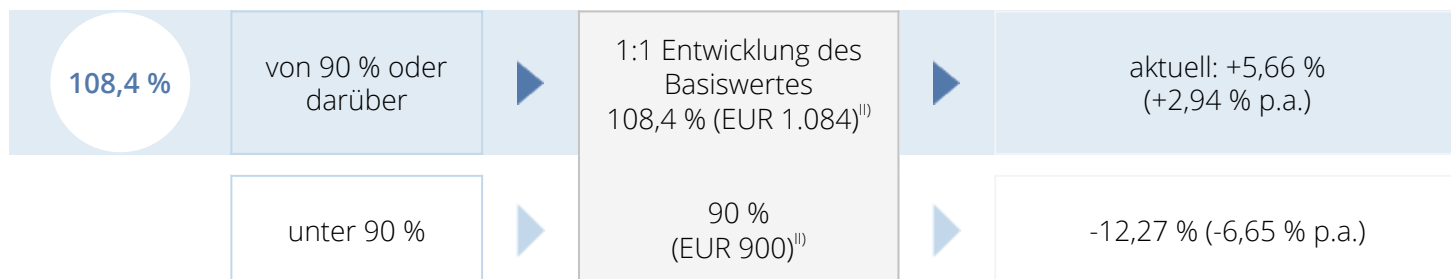 108,4 %
von 90 % oder
darüber
1:1 Entwicklung des
Basiswertes
108,4 % (EUR 1.084)II)
aktuell: +5,66 %
(+2,94 % p.a.)
unter 90 %
90 %
(EUR 900)II)
-12,27 % (-6,65 % p.a.)